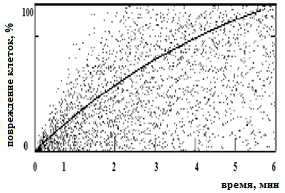 100
повреждение клеток, %
0
0 1 2 3 4 5 6
время, мин